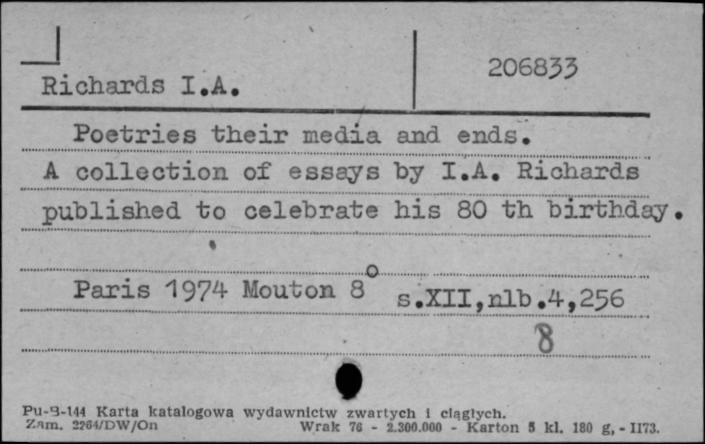 206833
Richards I.A.
Poetries their media and ends.
A collection of essays by I.A. Richards
published to celebrate his 80 th birthday.
Paris 1974 Mouton 8° s.XII,nlb.4,256
8
Pu-B-144 Karta katalogowa wydawnictw zwartych i ciągłych.
Zam. 2264/DW/On Wrak 76 - 2.300.000 - Karton 5 kl. 180 g, - II73.